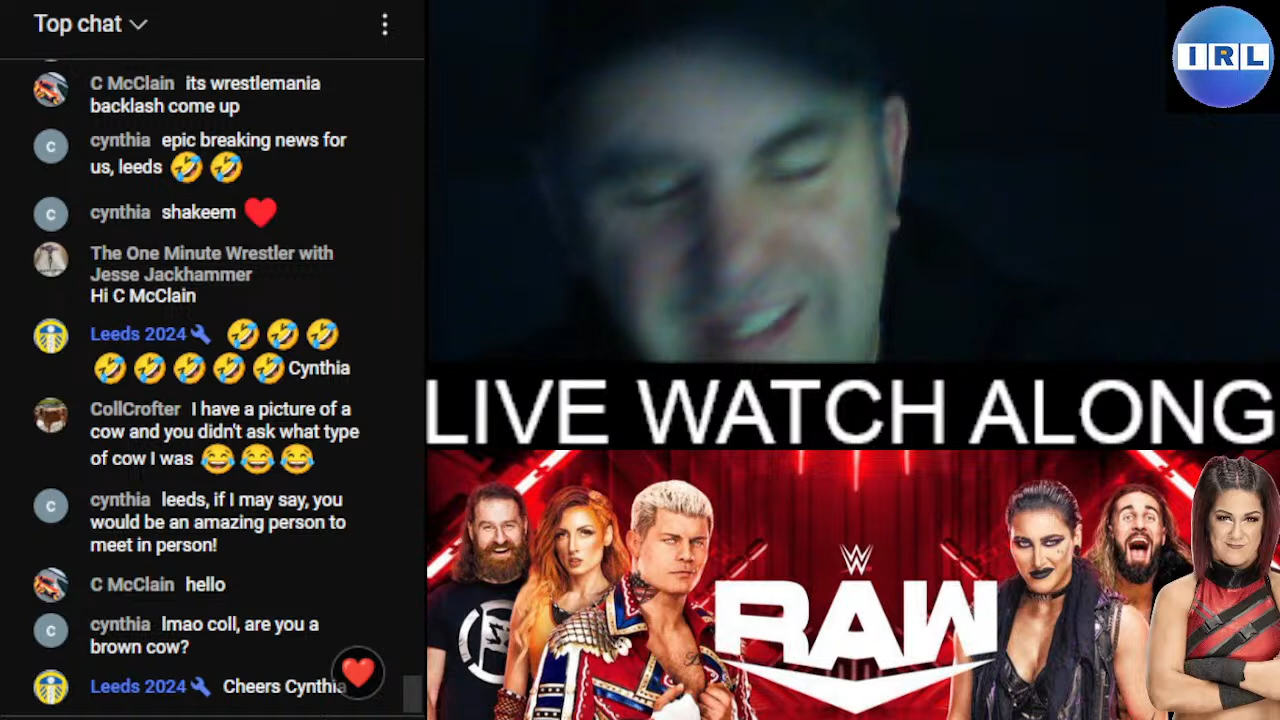 Top chat
C McClain its wrestlemania
backlash come up
cynthia epic breaking news for
us, leeds 🤣 🤣
cynthia shakeem ❤️
The One Minute Wrestler with
Jesse Jackhammer
Hi C McClain
Leeds 2024 🤣 🤣 🤣
🤣 🤣 🤣 🤣 🤣 Cynthia
CollCrofter I have a picture of a
cow and you didn't ask what type
of cow I was 😂 😂 😂
cynthia leeds, if I may say, you
would be an amazing person to
meet in person!
C McClain hello
cynthia lmao coll, are you a
brown cow?
Leeds 2024 Cheers Cynthia
IRL
LIVE WATCH ALONG
W
RAW